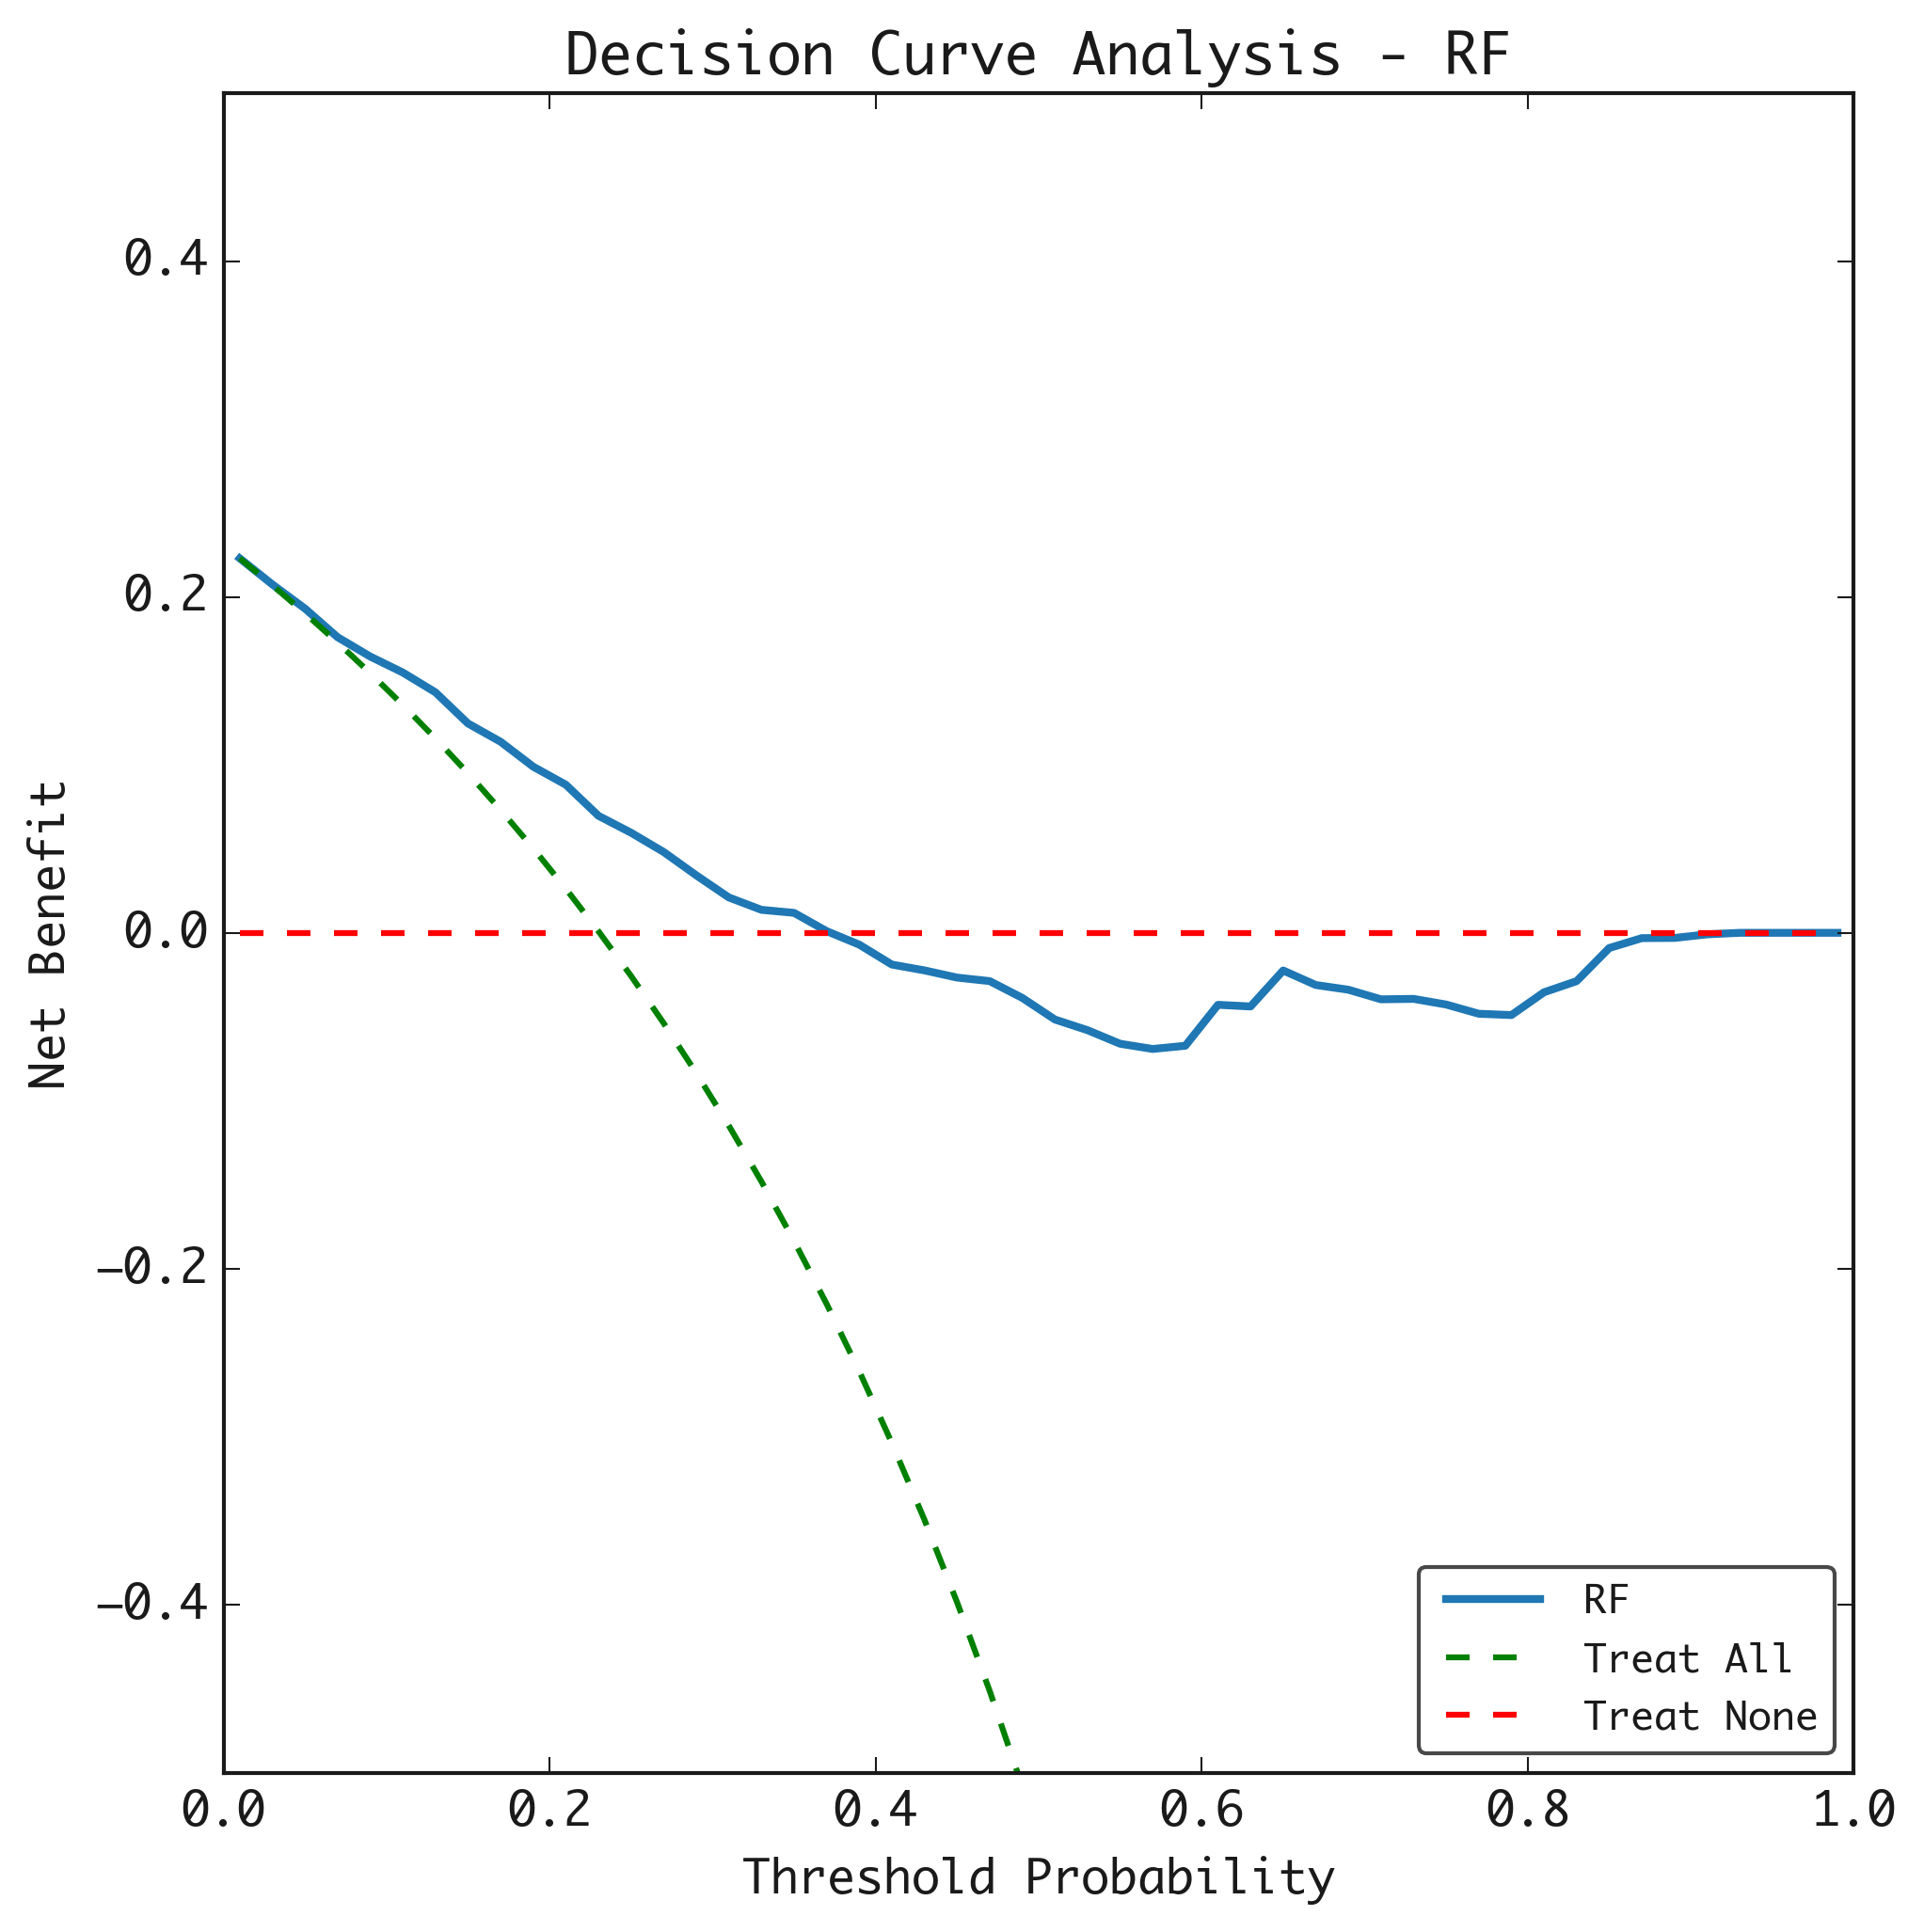 Decision Curve Analysis - RF
Net Benefit
0.4
0.2
0.0
−0.2
−0.4
0.0 0.2 0.4 0.6 0.8 1.0
Threshold Probability
RF
Treat All
Treat None